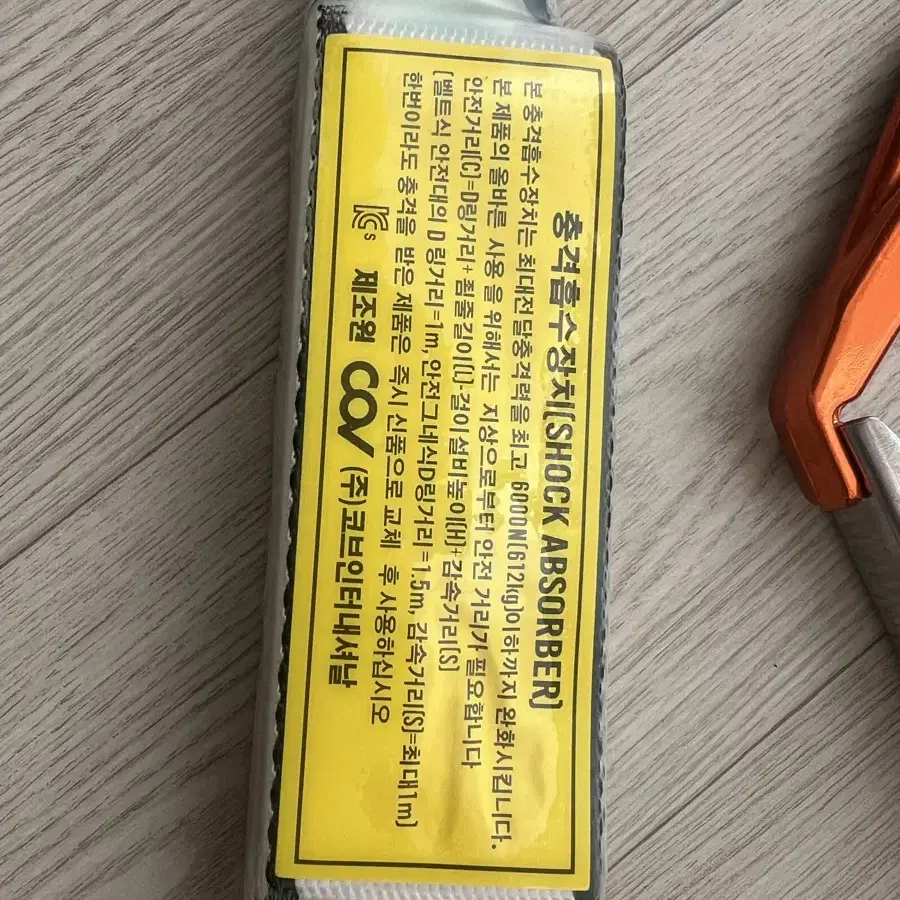 충격흡수장치(SHOCK ABSORBER)
본 충격흡수장치는 최대전달충격력을 최고 6000N(612kg)이하까지 완화시킨니다.
본 제품의 올바른 사용을 위해서는 지상으로부터 안전 거리가 필요합니다
안전거리(C)=D링거리+죔줄길이(L)-걸이 설비높이(H)+감속거리(S)
(벨트식 안전대의 D링거리=1m, 안전그네식D링거리=1.5m, 감속거리(S)=최대1m)
한번이라도 충격을 받은 제품은 즉시 신품으로 교체 후 사용하십시오
KCs 제조원 COV (주)코브인터내셔날